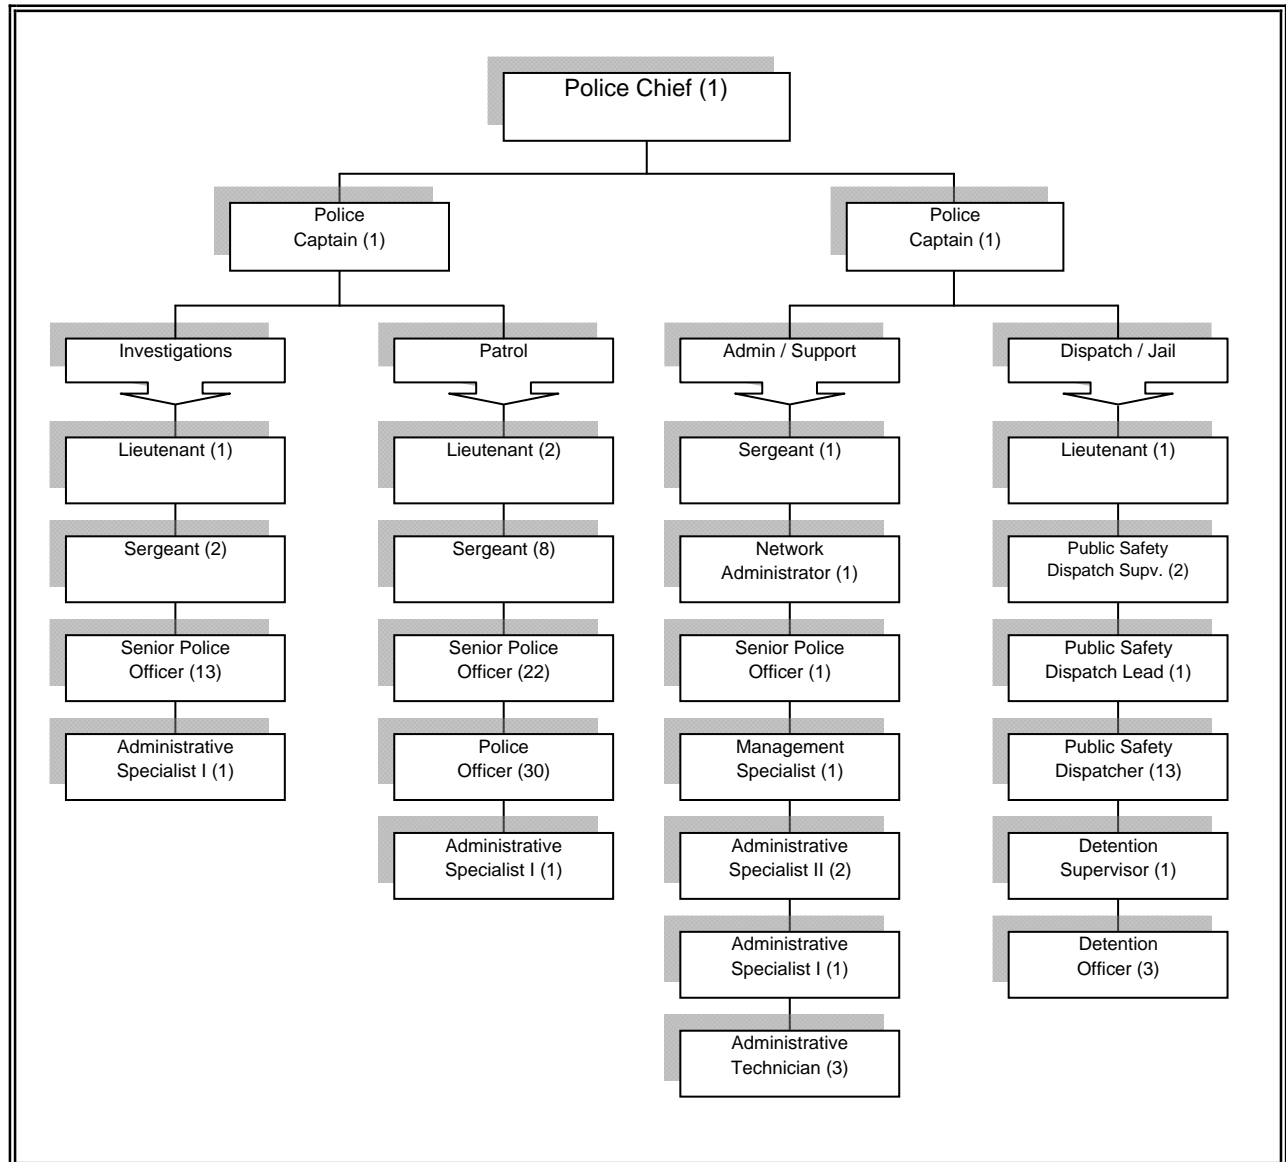 Police Chief (1)
Police
Captain (1)
Police
Captain (1)
Investigations
Patrol
Admin / Support
Dispatch / Jail
Lieutenant (1)
Sergeant (2)
Senior Police
Officer (13)
Administrative
Specialist I (1)
Lieutenant (2)
Sergeant (8)
Senior Police
Officer (22)
Police
Officer (30)
Administrative
Specialist I (1)
Sergeant (1)
Network
Administrator (1)
Senior Police
Officer (1)
Management
Specialist (1)
Administrative
Specialist II (2)
Administrative
Specialist I (1)
Administrative
Technician (3)
Lieutenant (1)
Public Safety
Dispatch Supv. (2)
Public Safety
Dispatch Lead (1)
Public Safety
Dispatcher (13)
Detention
Supervisor (1)
Detention
Officer (3)